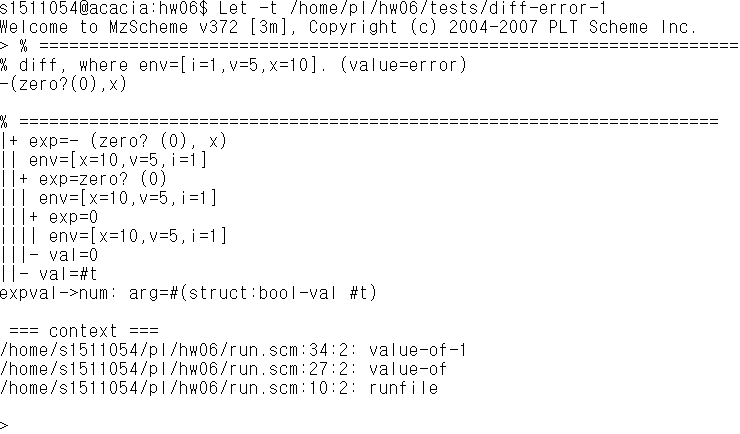 s1511054@acacia:hw06$ Let -t /home/pl/hw06/tests/diff-error-1
Welcome to MzScheme v372 [3m], Copyright (c) 2004-2007 PLT Scheme Inc.
> % ======================================================================
% diff, where env=[i=1,v=5,x=10]. (value=error)
-(zero?(0),x)
% ======================================================================
|+ exp=- (zero? (0), x)
|| env=[x=10,v=5,i=1]
||+ exp=zero? (0)
||| env=[x=10,v=5,i=1]
|||+ exp=0
|||| env=[x=10,v=5,i=1]
|||- val=0
||- val=#t
expval->num: arg=#(struct:bool-val #t)
=== context ===
/home/s1511054/pl/hw06/run.scm:34:2: value-of-1
/home/s1511054/pl/hw06/run.scm:27:2: value-of
/home/s1511054/pl/hw06/run.scm:10:2: runfile
>